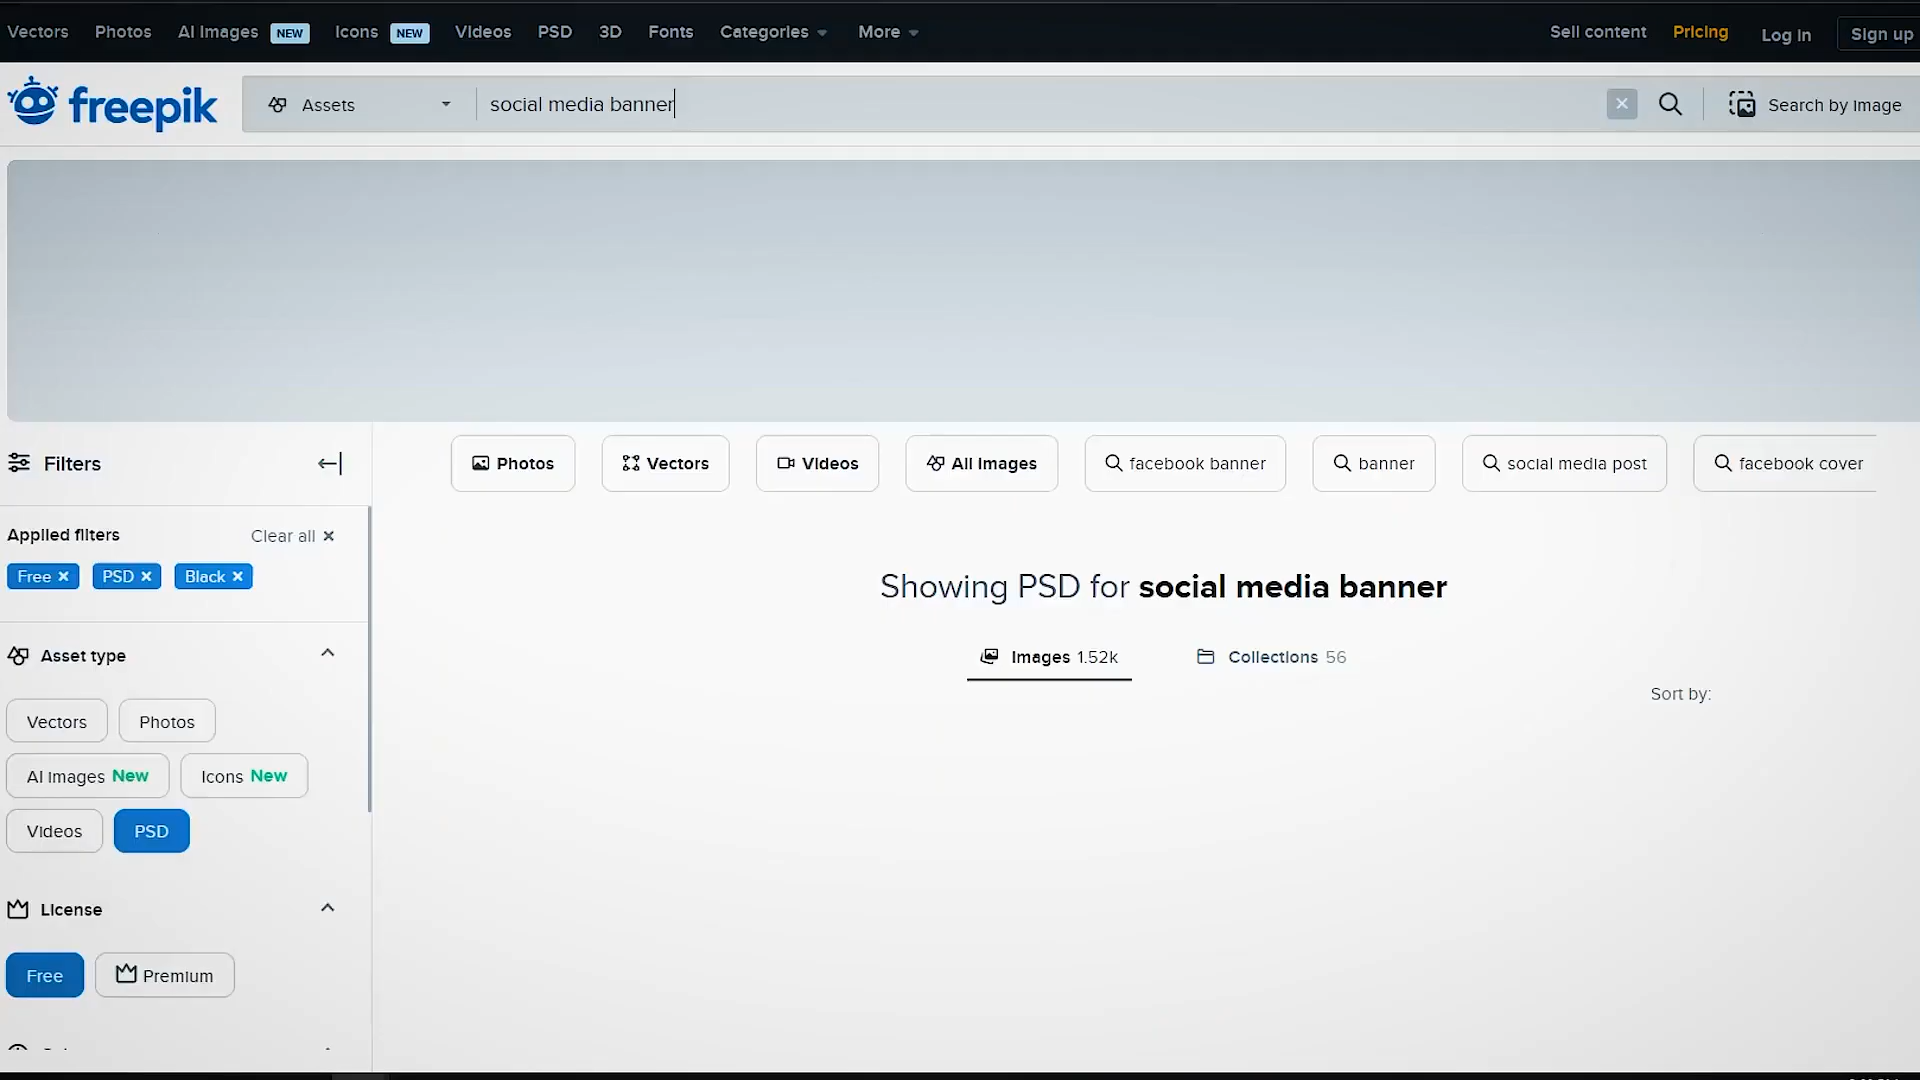 Vectors Photos AI Images NEW Icons NEW Videos PSD 3D Fonts Categories More Sell content Pricing Log in Sign up
freepik Assets social media banner Search by image
Filters Photos Vectors Videos All images facebook banner banner social media post facebook cover
Applied filters Clear all
Free PSD Black
Showing PSD for social media banner
Asset type
Images 1.52k Collections 56
Sort by:
Vectors Photos
AI images New Icons New
Videos PSD
License
Free Premium